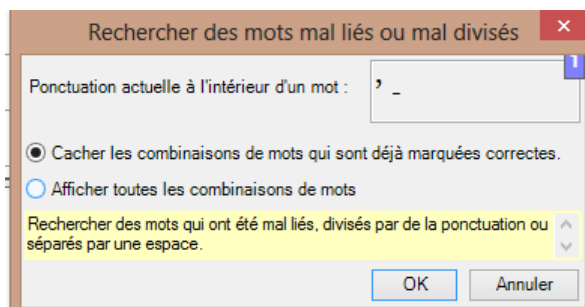 Rechercher des mots mal liés ou mal divisés
Ponctuation actuelle à l'intérieur d'un mot : ’ -
1
Cacher les combinaisons de mots qui sont déjà marquées correctes.
Afficher toutes les combinaisons de mots
Rechercher des mots qui ont été mal liés, divisés par de la ponctuation ou
séparés par une espace.
OK Annuler